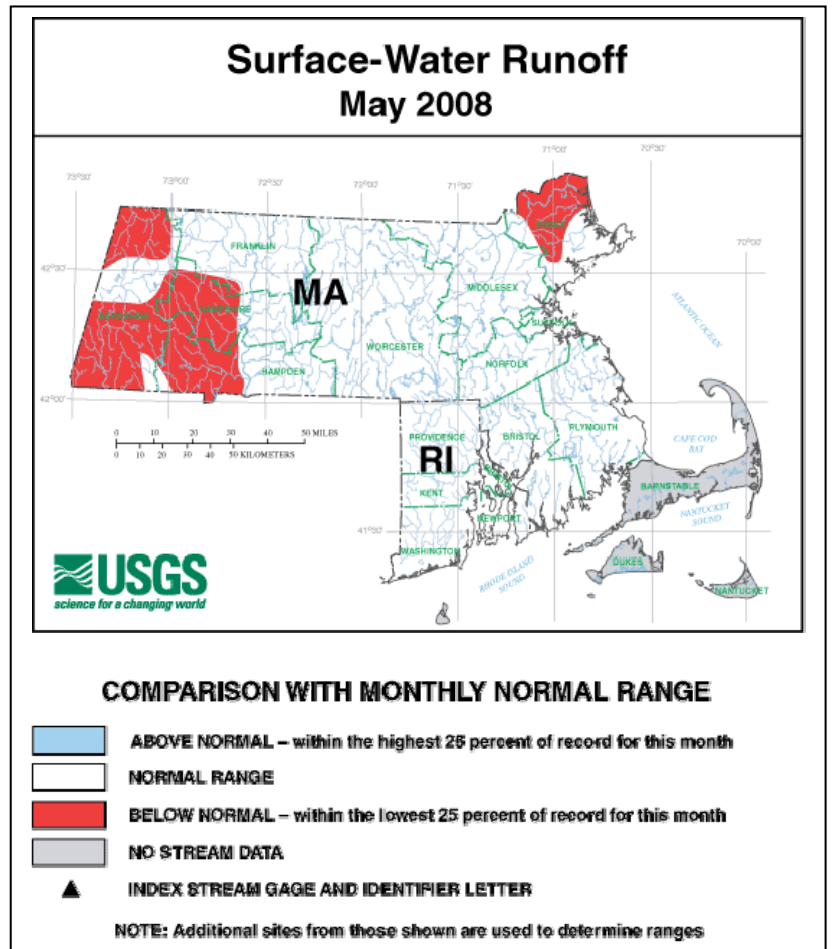 Surface-Water Runoff
May 2008
73°30'
73°00'
72°30'
72°00'
71°30'
71°00'
70°30'
70°00'
42°30'
42°00'
41°30'
FRANKLIN
MA
HAMPSHIRE
HAMPDEN
WORCESTER
MIDDLESEX
ESSEX
SUFFOLK
NORFOLK
BRISTOL
PLYMOUTH
BARNSTABLE
DUKES
NANTUCKET
ATLANTIC OCEAN
CAPE COD
BAY
NANTUCKET
SOUND
RHODE ISLAND
SOUND
PROVIDENCE
RI
KENT
BRISTOL
NEWPORT
WASHINGTON
0 10 20 30 40 50 MILES
0 10 20 30 40 50 KILOMETERS
USGS
science for a changing world
COMPARISON WITH MONTHLY NORMAL RANGE
ABOVE NORMAL – within the highest 25 percent of record for this month
NORMAL RANGE
BELOW NORMAL – within the lowest 25 percent of record for this month
NO STREAM DATA
INDEX STREAM GAGE AND IDENTIFIER LETTER
NOTE: Additional sites from those shown are used to determine ranges